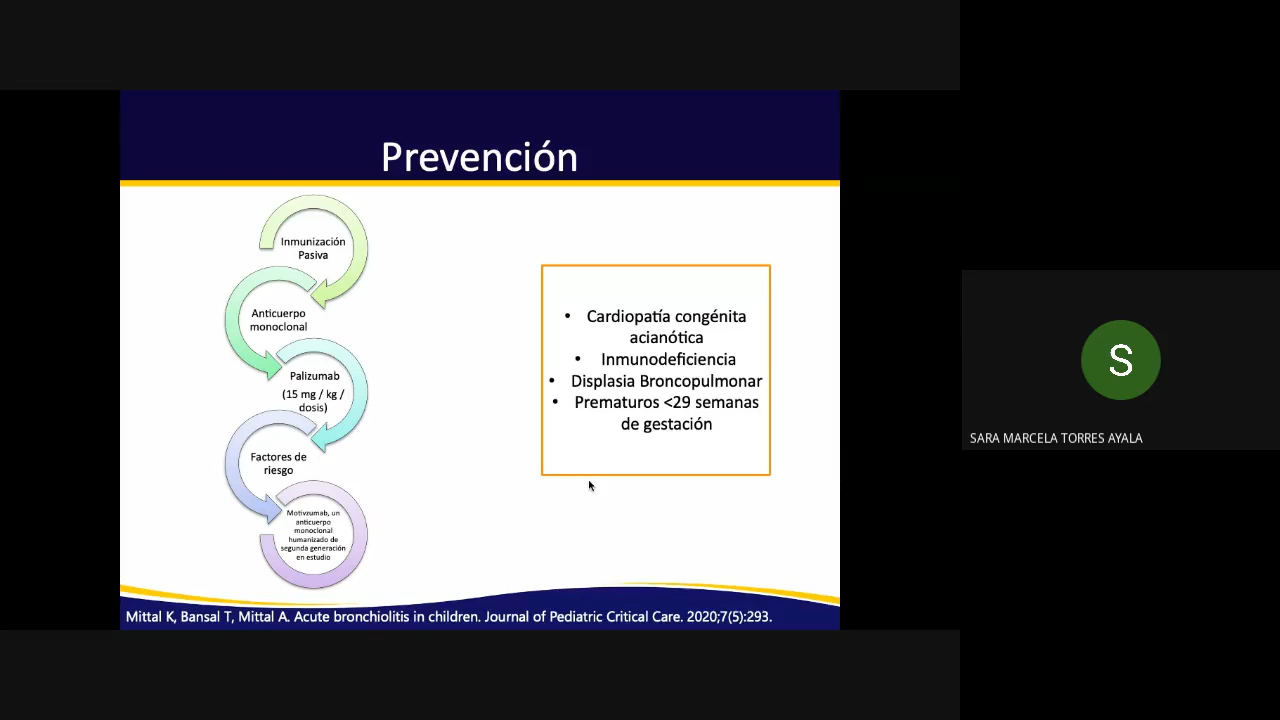 Prevención
Inmunización
Pasiva
Anticuerpo
monoclonal
Palizumab
(15 mg / kg /
dosis)
Factores de
riesgo
Motivzumab, un
anticuerpo
monoclonal
humanizado de
segunda generación
en estudio
• Cardiopatía congénita
acianótica
• Inmunodeficiencia
• Displasia Broncopulmonar
• Prematuros <29 semanas
de gestación
Mittal K, Bansal T, Mittal A. Acute bronchiolitis in children. Journal of Pediatric Critical Care. 2020;7(5):293.
S
SARA MARCELA TORRES AYALA